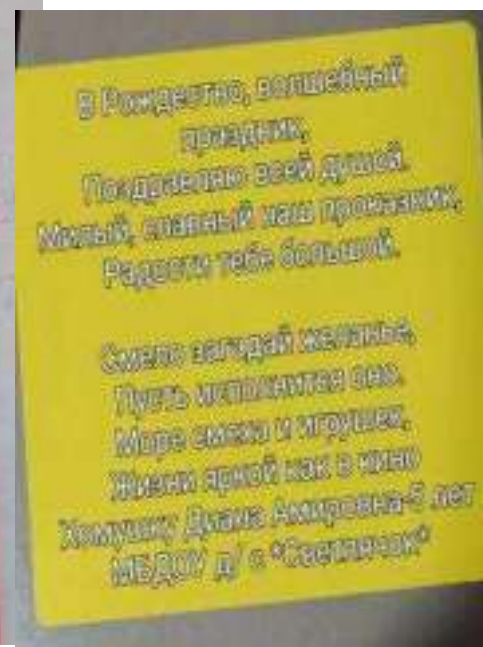 В Рождество, волшебный
праздник,
Поздравляю всей душой.
Милый, славный наш проказник,
Радости тебе большой.
Смело загадай желанье,
Пусть исполнится оно.
Море смеха и игрушек,
Жизни яркой как в кино
Хомушку Диана Амировна-5 лет
МБДОУ д/ с "Светлячок"